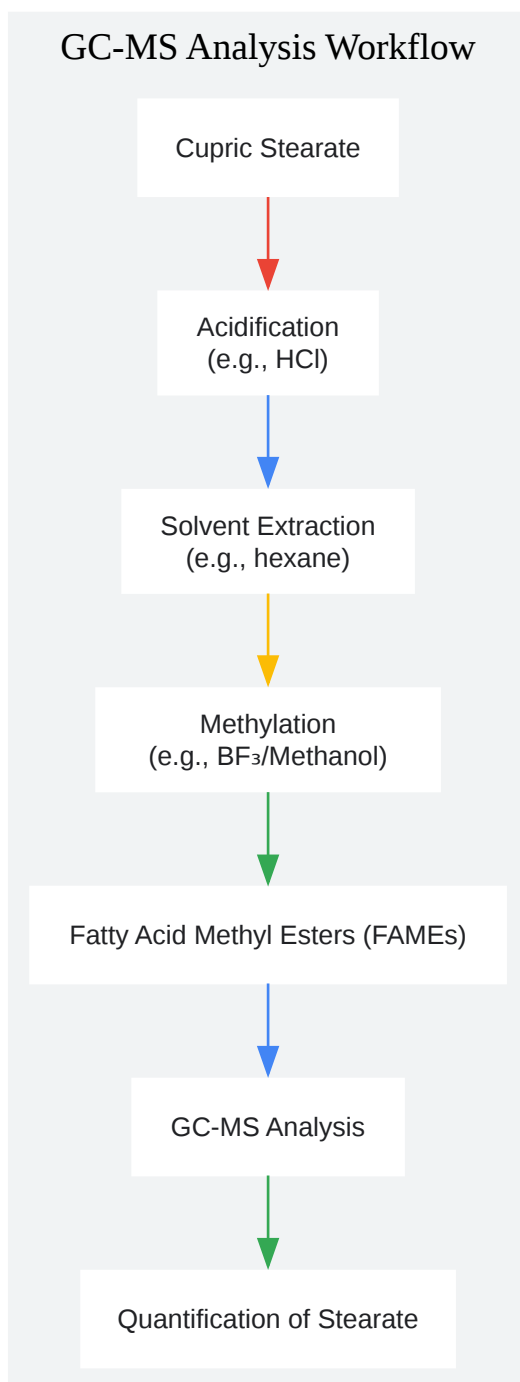 GC-MS Analysis Workflow
Cupric Stearate
Acidification
(e.g., HCl)
Solvent Extraction
(e.g., hexane)
Methylation
(e.g., BF₃/Methanol)
Fatty Acid Methyl Esters (FAMEs)
GC-MS Analysis
Quantification of Stearate